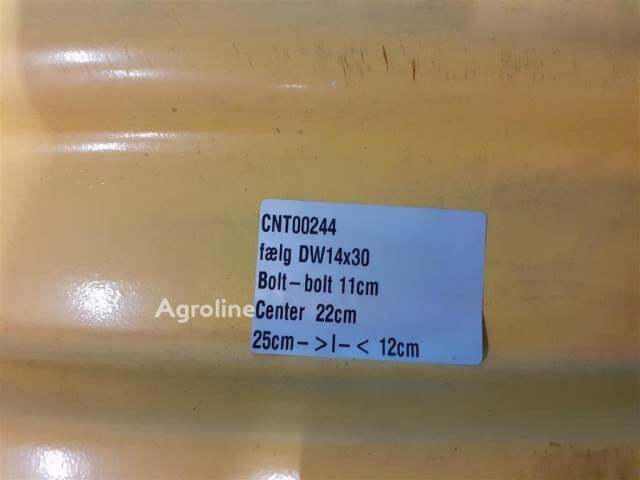 CNT00244
fælg DW14x30
Bolt-bolt 11cm
Agroline
Center 22cm
25cm- >I- < 12cm